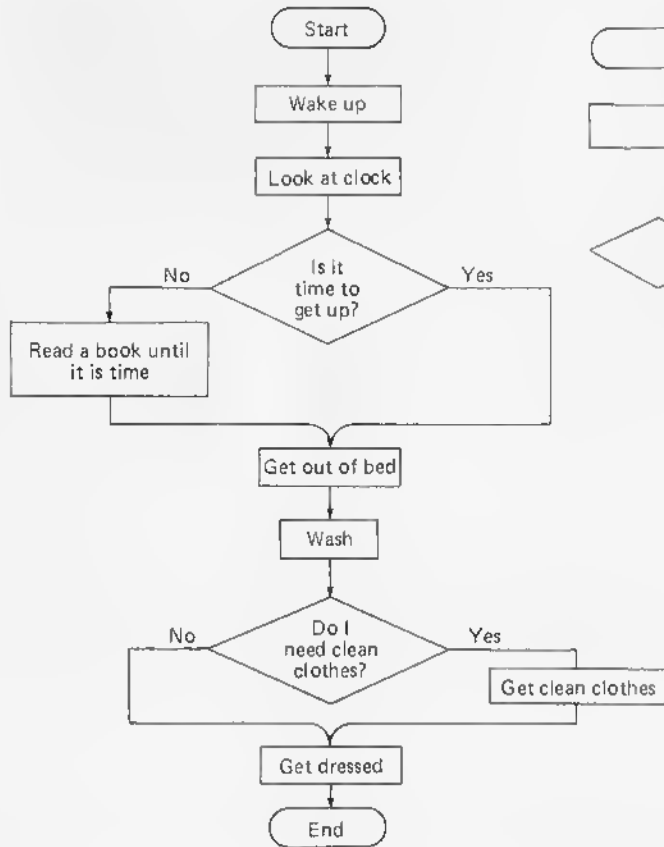 Start
Wake up
Look at clock
Is it
time to
get up?
No
Yes
Read a book until
it is time
Get out of bed
Wash
Do I
need clean
clothes?
No
Yes
Get clean clothes
Get dressed
End